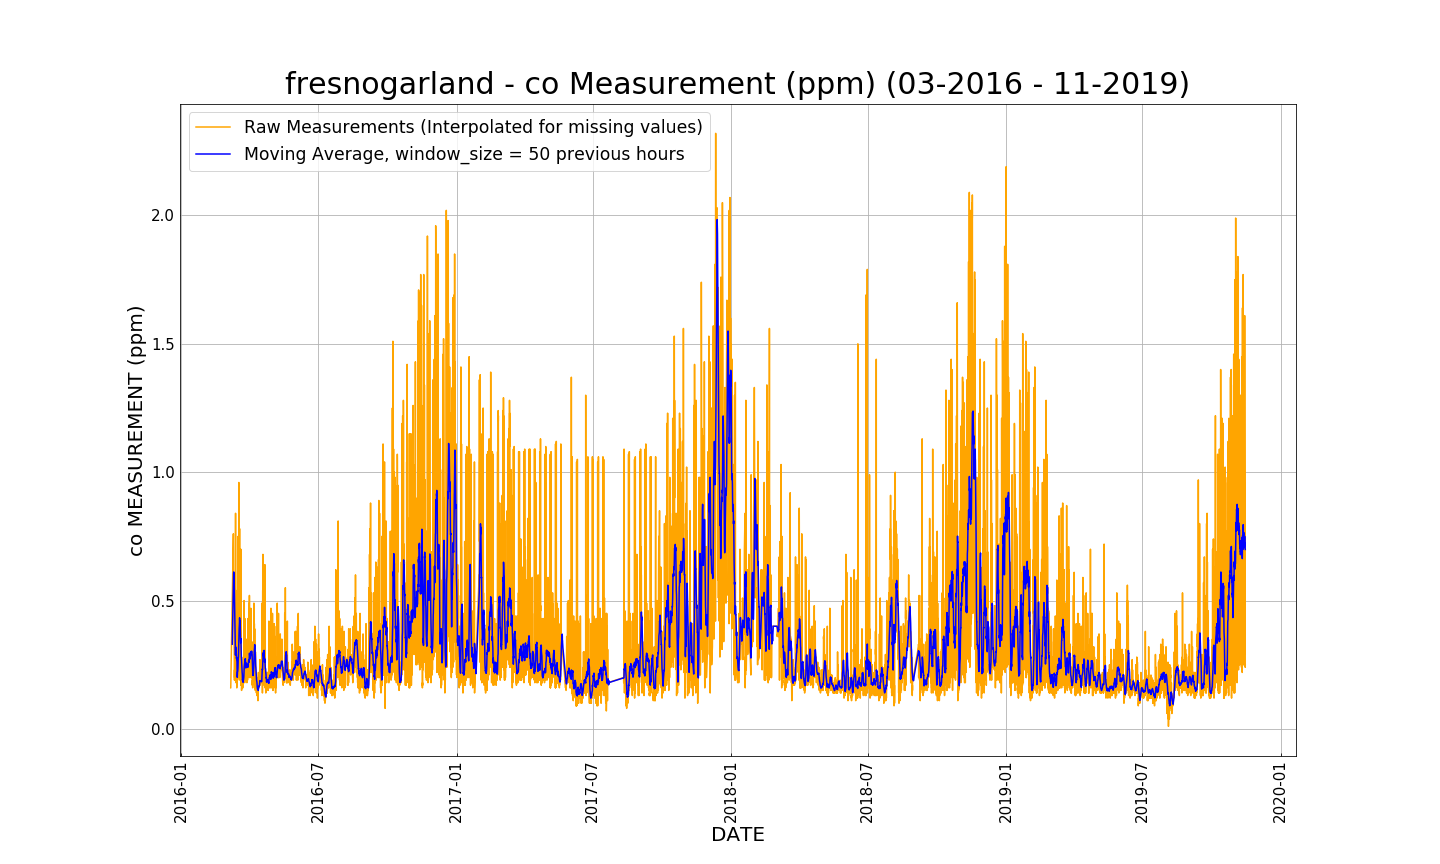 fresnogarland - co Measurement (ppm) (03-2016 - 11-2019)
Raw Measurements (Interpolated for missing values)
Moving Average, window_size = 50 previous hours
co MEASUREMENT (ppm)
2.0
1.5
1.0
0.5
0.0
2016-01
2016-07
2017-01
2017-07
2018-01
2018-07
2019-01
2019-07
2020-01
DATE